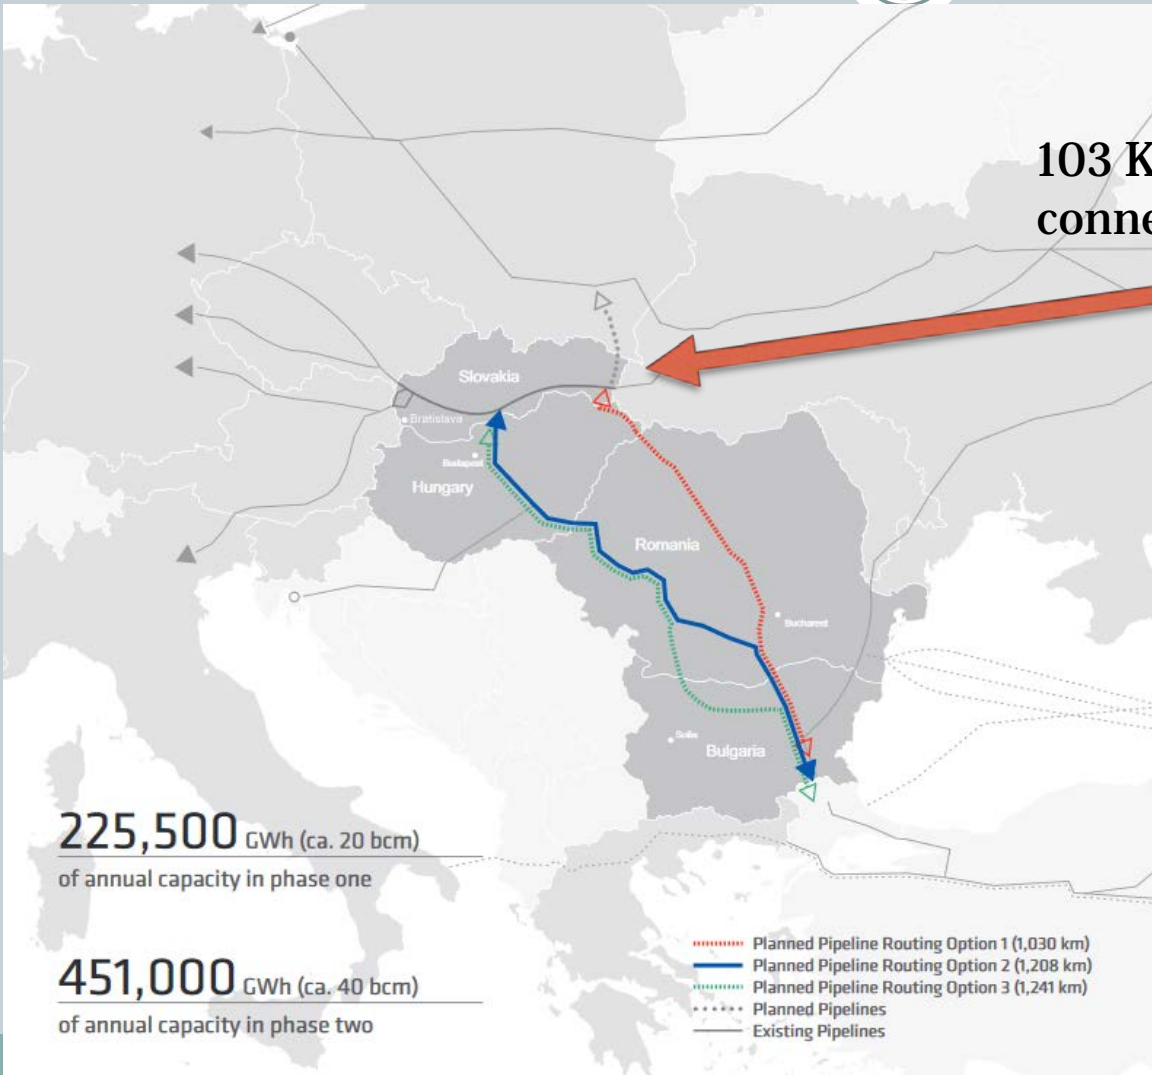 103 K
conne
Slovakia
Bratislava
Budapest
Hungary
Romania
Bucharest
Sofia
Bulgaria
225,500 GWh (ca. 20 bcm)
of annual capacity in phase one
451,000 GWh (ca. 40 bcm)
of annual capacity in phase two
Planned Pipeline Routing Option 1 (1,030 km)
Planned Pipeline Routing Option 2 (1,208 km)
Planned Pipeline Routing Option 3 (1,241 km)
Planned Pipelines
Existing Pipelines